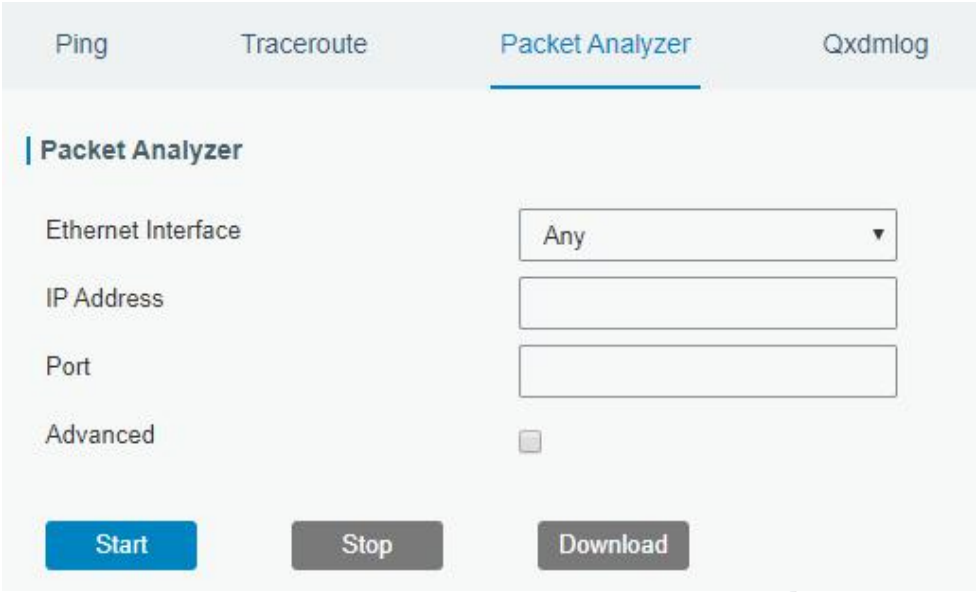 Ping Traceroute Packet Analyzer Qxdmlog
Packet Analyzer
Ethernet Interface Any
IP Address
Port
Advanced
Start Stop Download